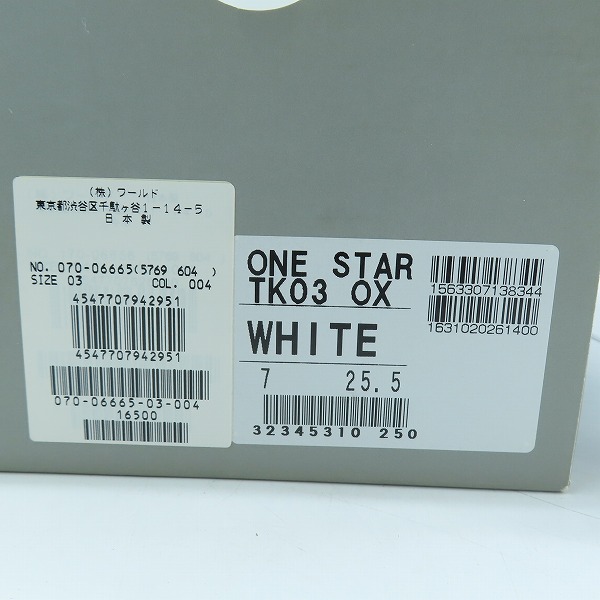 (株)ワールド
東京都渋谷区千駄ヶ谷1-14-5
日本製
NO. 070-06665(5769 604 )
SIZE 03 COL. 004
4547707942951
4547707942951
070-06665-03-004
16500
ONE STAR
TK03 OX
WHITE
7 25.5
32345310 250
1563307138344
1631020261400